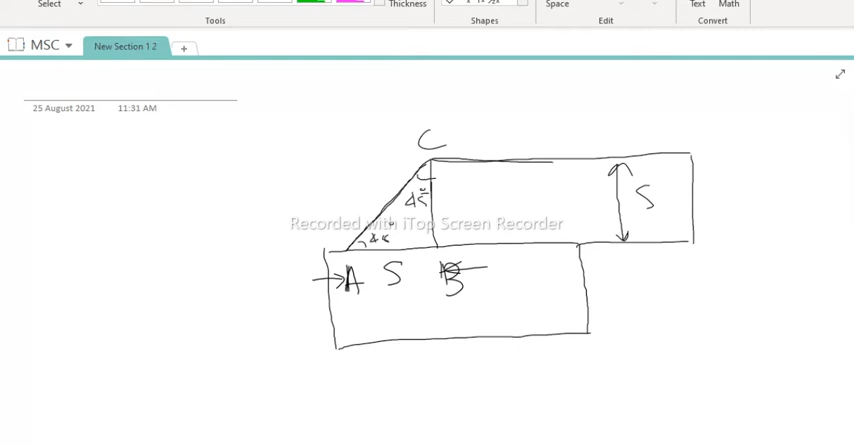 Select
Thickness
Space
Text Math
Tools
Shapes
Edit
Convert
MSC
New Section 1 2
25 August 2021 11:31 AM
C
45°
S
Recorded with iTop Screen Recorder
A S B